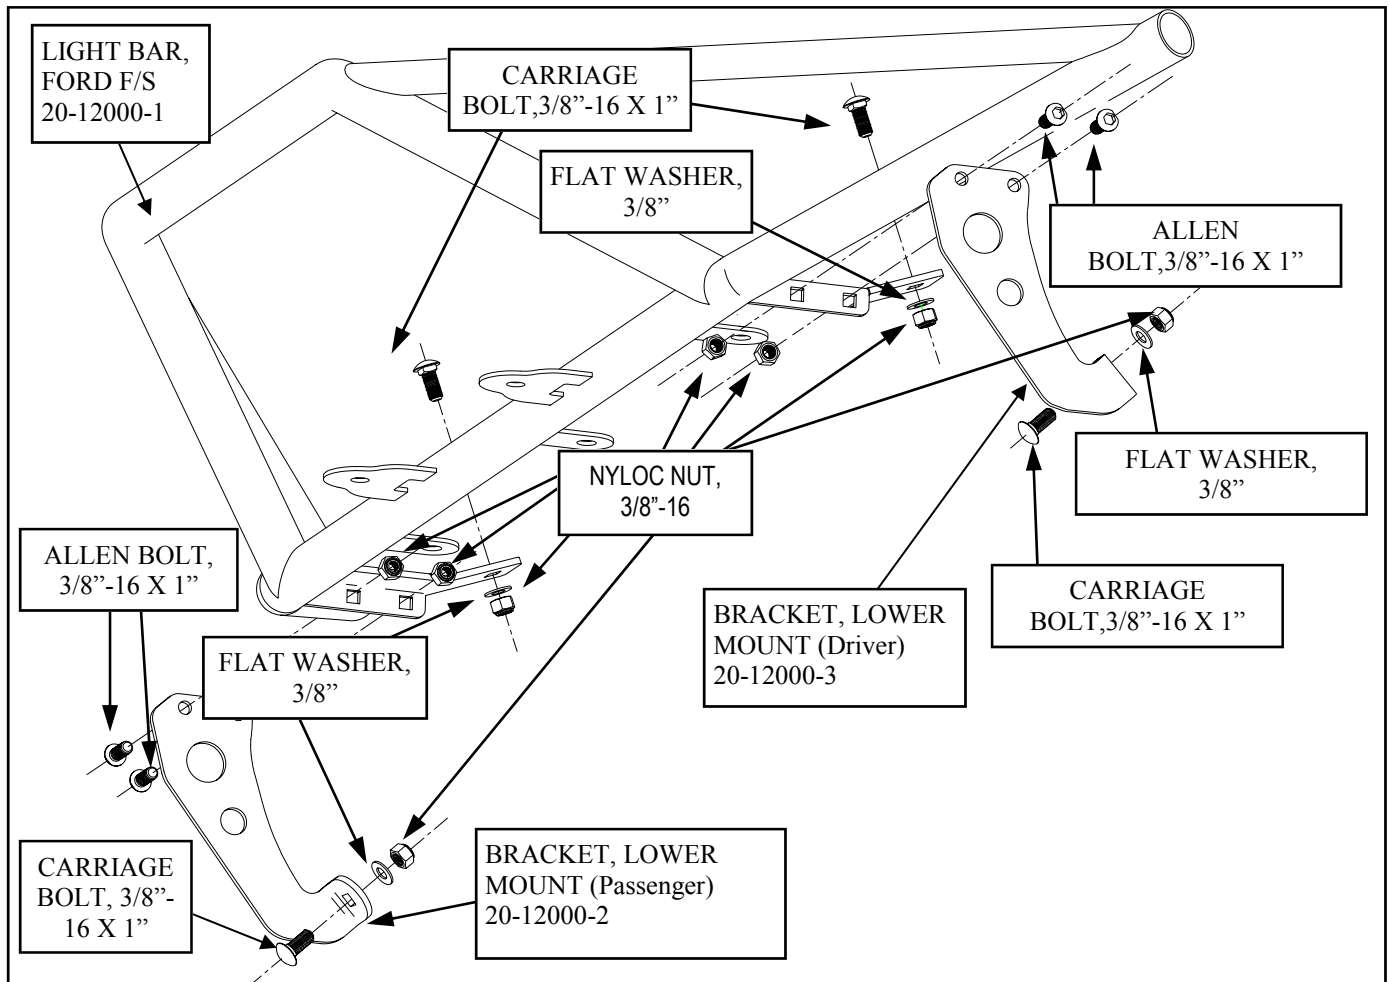 LIGHT BAR,
FORD F/S
20-12000-1
CARRIAGE
BOLT,3/8”-16 X 1”
FLAT WASHER,
3/8”
ALLEN
BOLT,3/8”-16 X 1”
FLAT WASHER,
3/8”
NYLOC NUT,
3/8”-16
ALLEN BOLT,
3/8”-16 X 1”
CARRIAGE
BOLT,3/8”-16 X 1”
BRACKET, LOWER
MOUNT (Driver)
20-12000-3
FLAT WASHER,
3/8”
CARRIAGE
BOLT, 3/8”-
16 X 1”
BRACKET, LOWER
MOUNT (Passenger)
20-12000-2